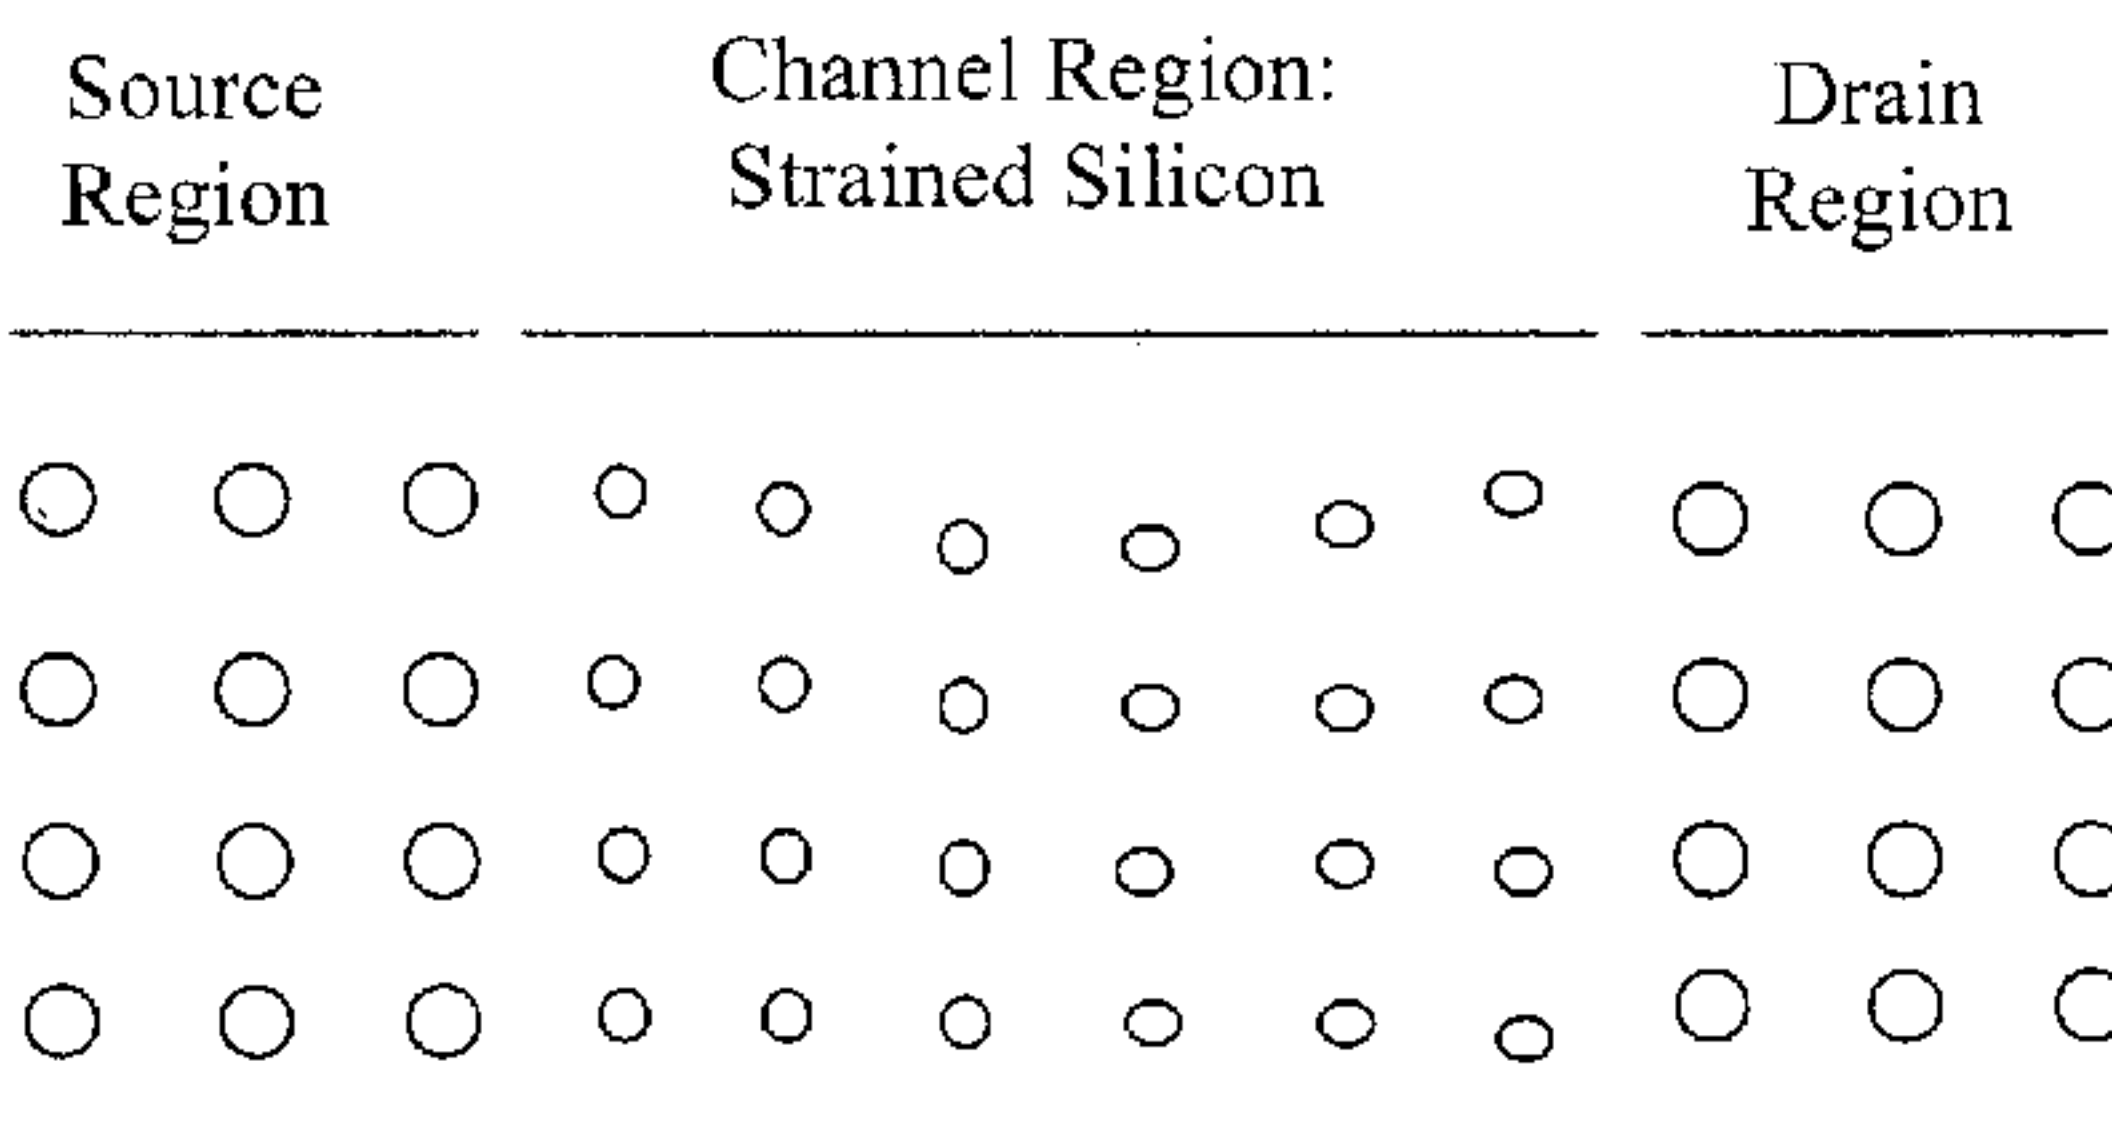 Source
Region
Channel Region:
Strained Silicon
Drain
Region